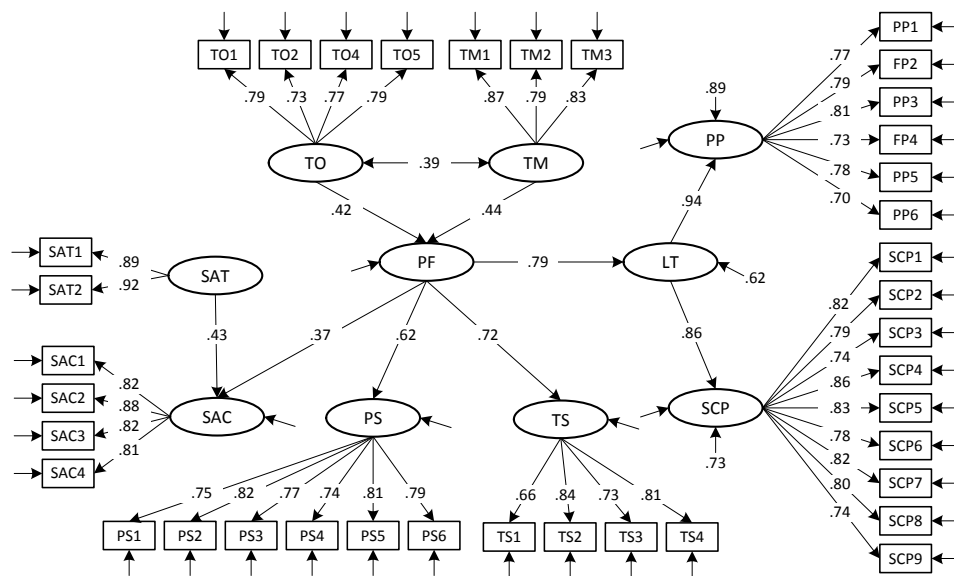 TO1 TO2 TO4 TO5 TM1 TM2 TM3
.79 .73 .77 .79 .87 .79 .83
TO .39 TM
.42 .44
SAT1
SAT2
.89
.92
SAT
.43
PF .79 LT .62
.37 .62 .72
.94 .86
.89
PP
.77
.79
.81
.73
.78
.70
PP1
FP2
PP3
FP4
PP5
PP6
SAC1
SAC2
SAC3
SAC4
.82
.88
.82
.81
SAC PS TS SCP
.73
.75 .82 .77 .74 .81 .79
PS1 PS2 PS3 PS4 PS5 PS6
.66 .84 .73 .81
TS1 TS2 TS3 TS4
.82
.79
.74
.86
.83
.78
.82
.80
.74
SCP1
SCP2
SCP3
SCP4
SCP5
SCP6
SCP7
SCP8
SCP9